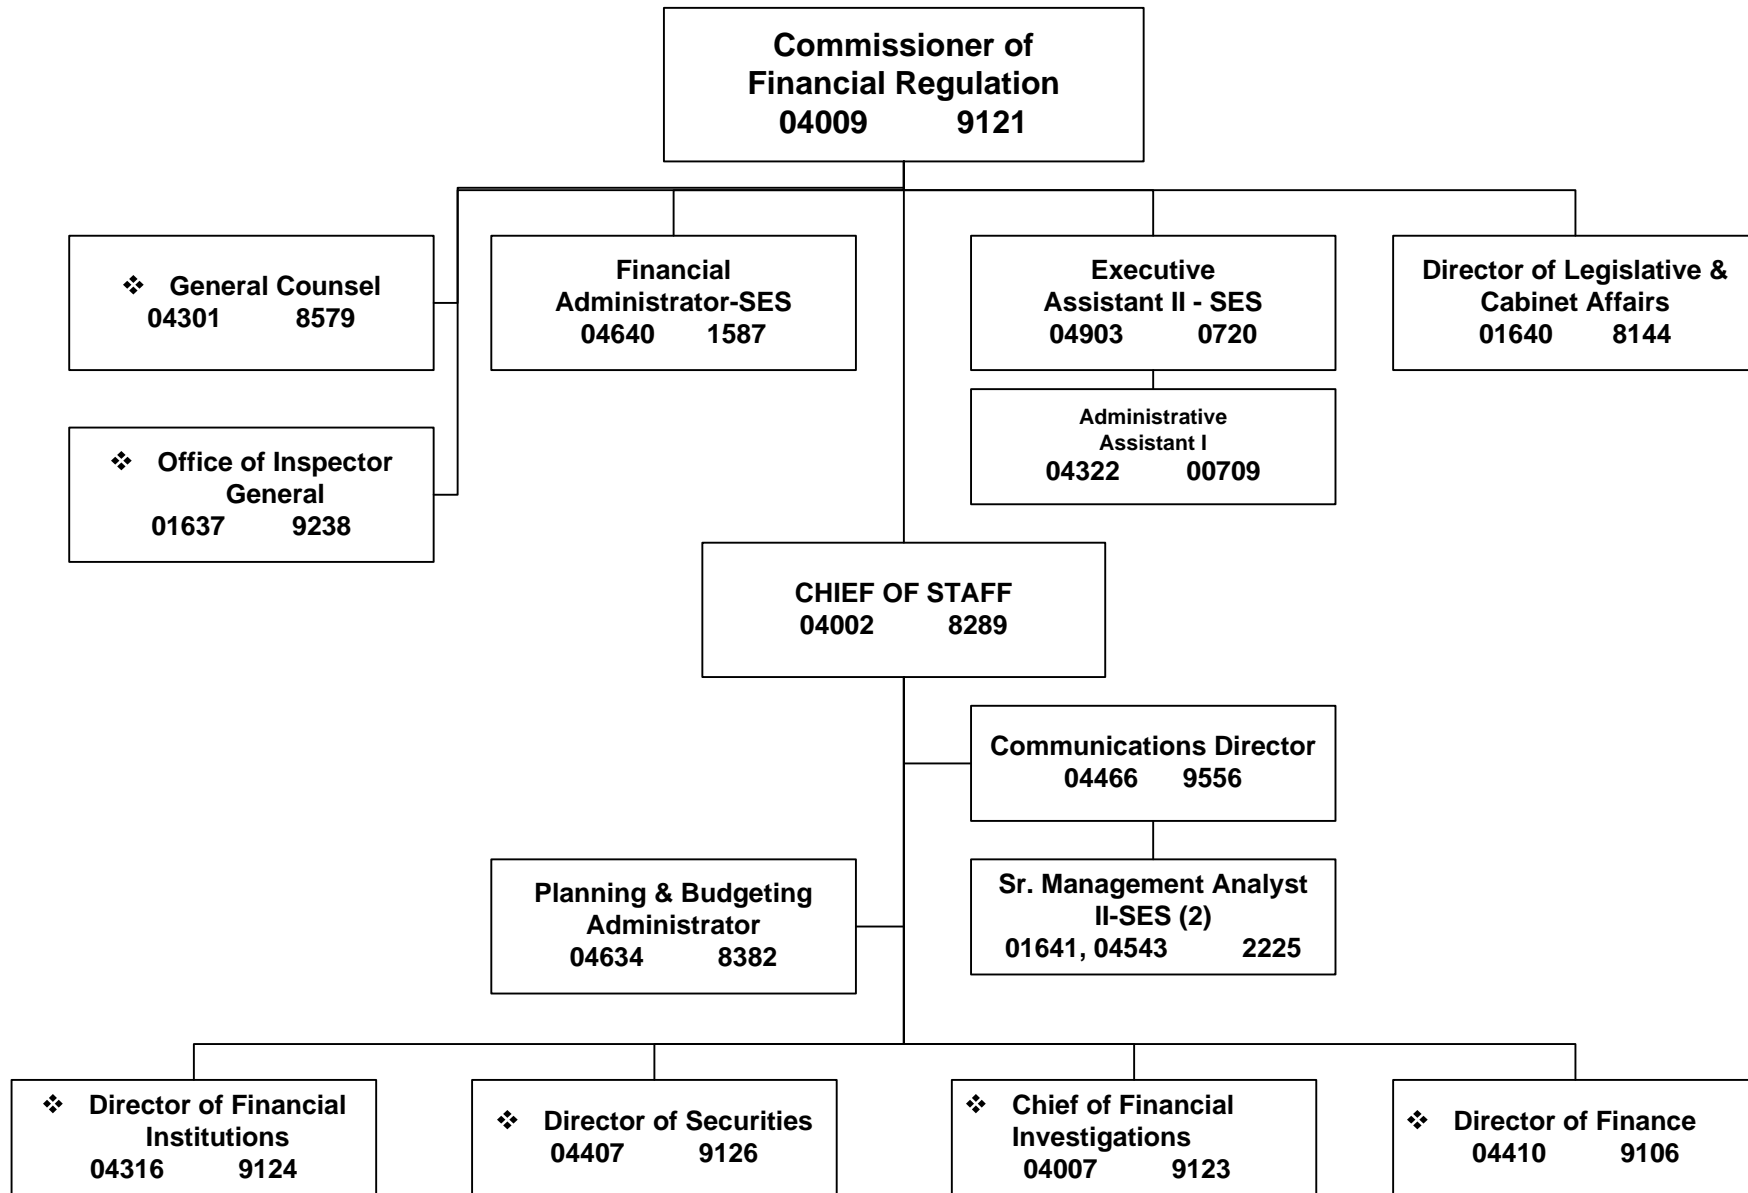 Commissioner of
Financial Regulation
04009 9121
❖ General Counsel
04301 8579
Financial
Administrator-SES
04640 1587
Executive
Assistant II - SES
04903 0720
Director of Legislative &
Cabinet Affairs
01640 8144
❖ Office of Inspector
General
01637 9238
Administrative
Assistant I
04322 00709
CHIEF OF STAFF
04002 8289
Communications Director
04466 9556
Planning & Budgeting
Administrator
04634 8382
Sr. Management Analyst
II-SES (2)
01641, 04543 2225
❖ Director of Financial
Institutions
04316 9124
❖ Director of Securities
04407 9126
❖ Chief of Financial
Investigations
04007 9123
❖ Director of Finance
04410 9106